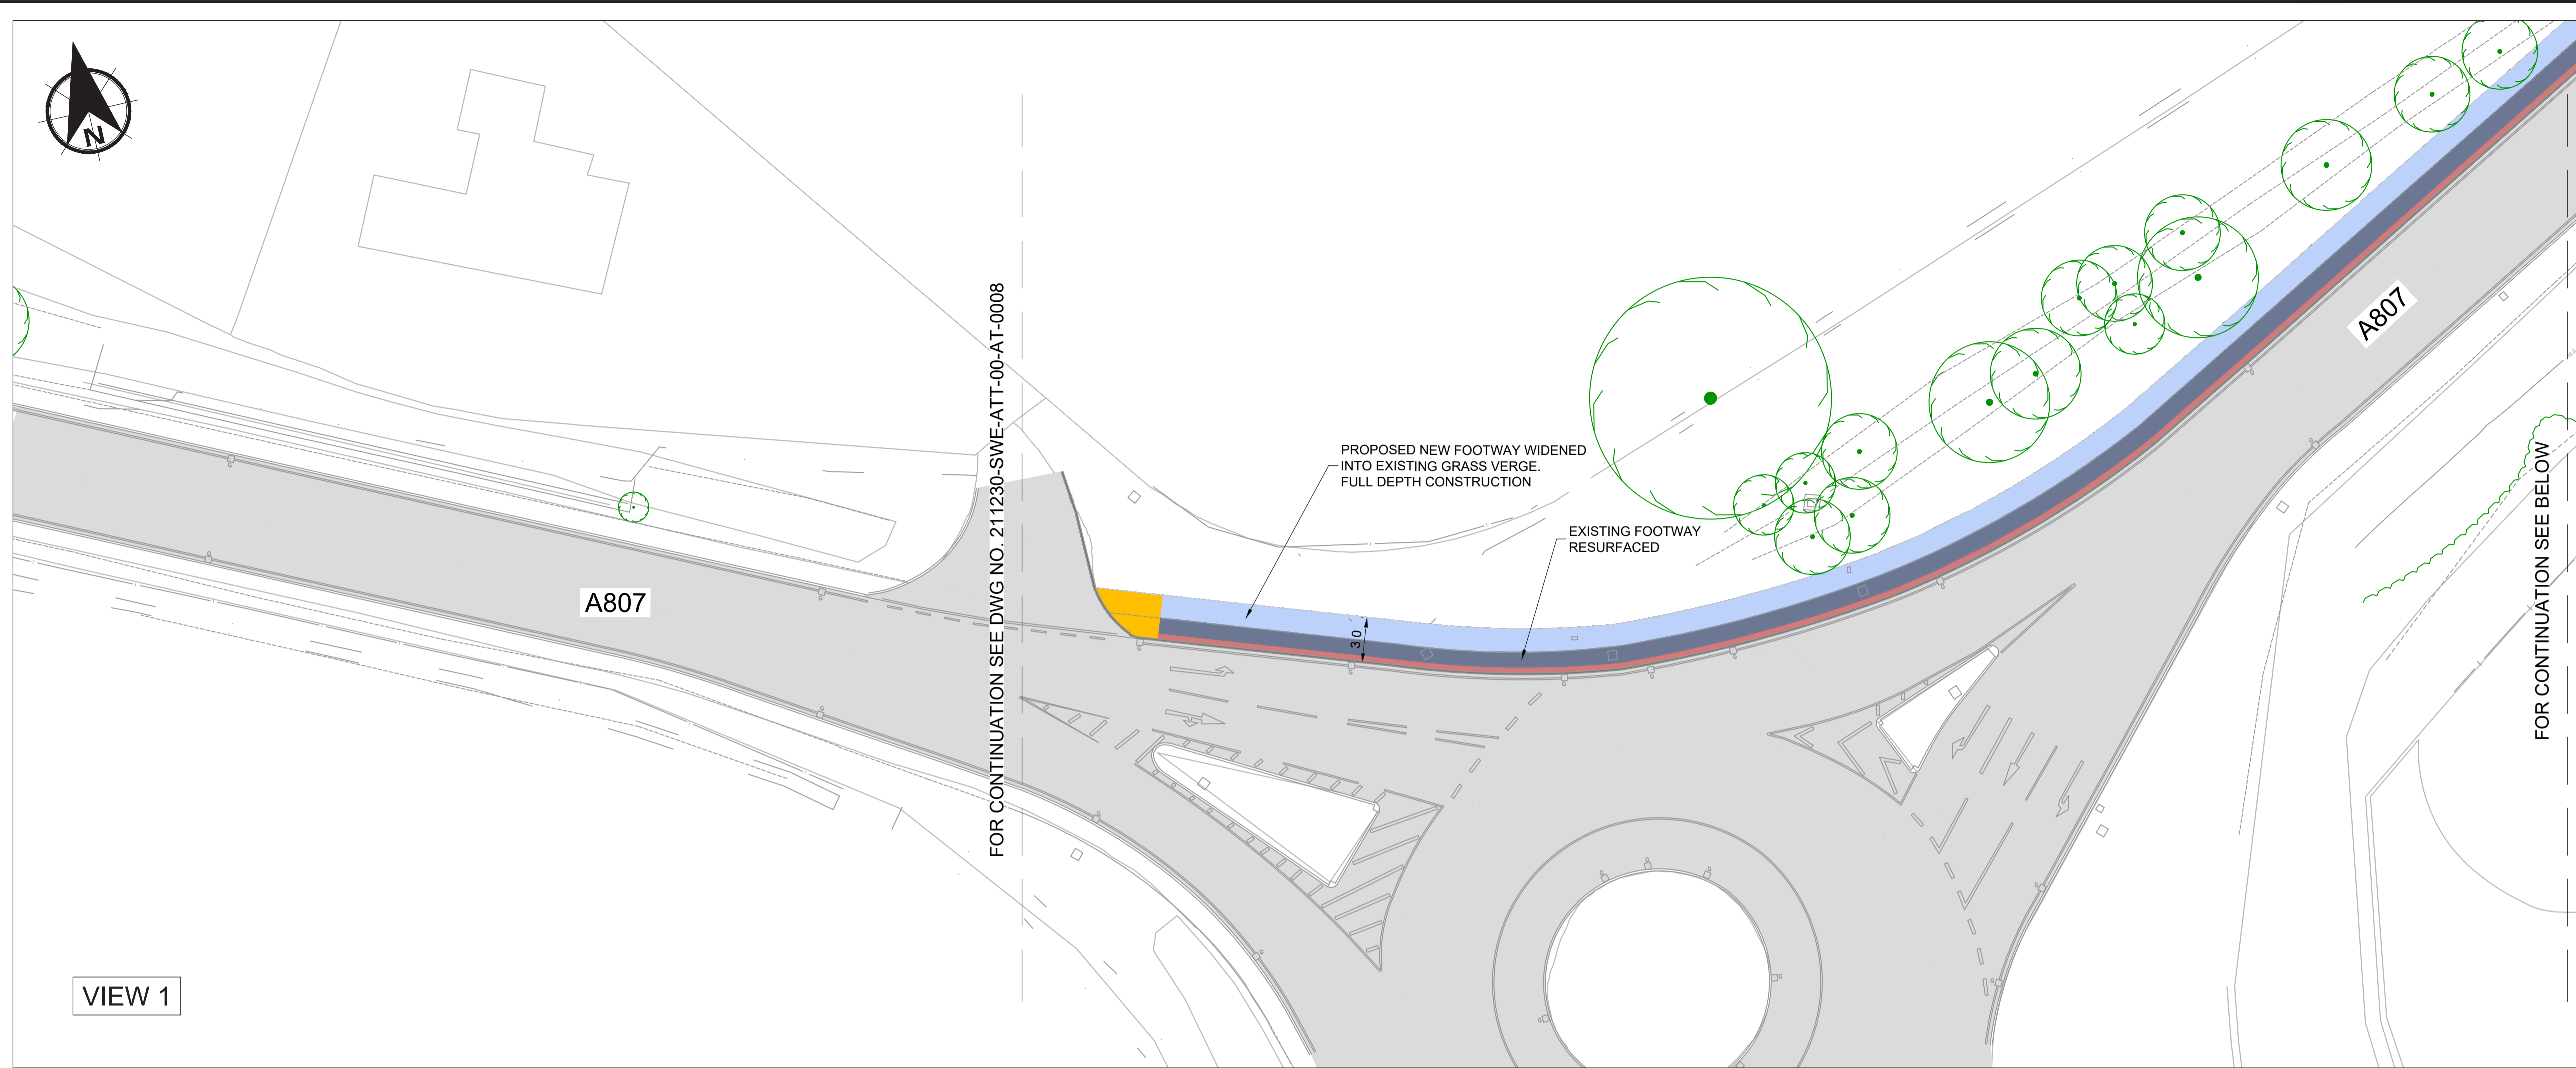 N
FOR CONTINUATION SEE DWG NO. 211230-SWE-ATT-00-AT-0008
PROPOSED NEW FOOTWAY WIDENED
INTO EXISTING GRASS VERGE.
FULL DEPTH CONSTRUCTION
EXISTING FOOTWAY
RESURFACED
A807
A807
3.0
FOR CONTINUATION SEE BELOW
VIEW 1